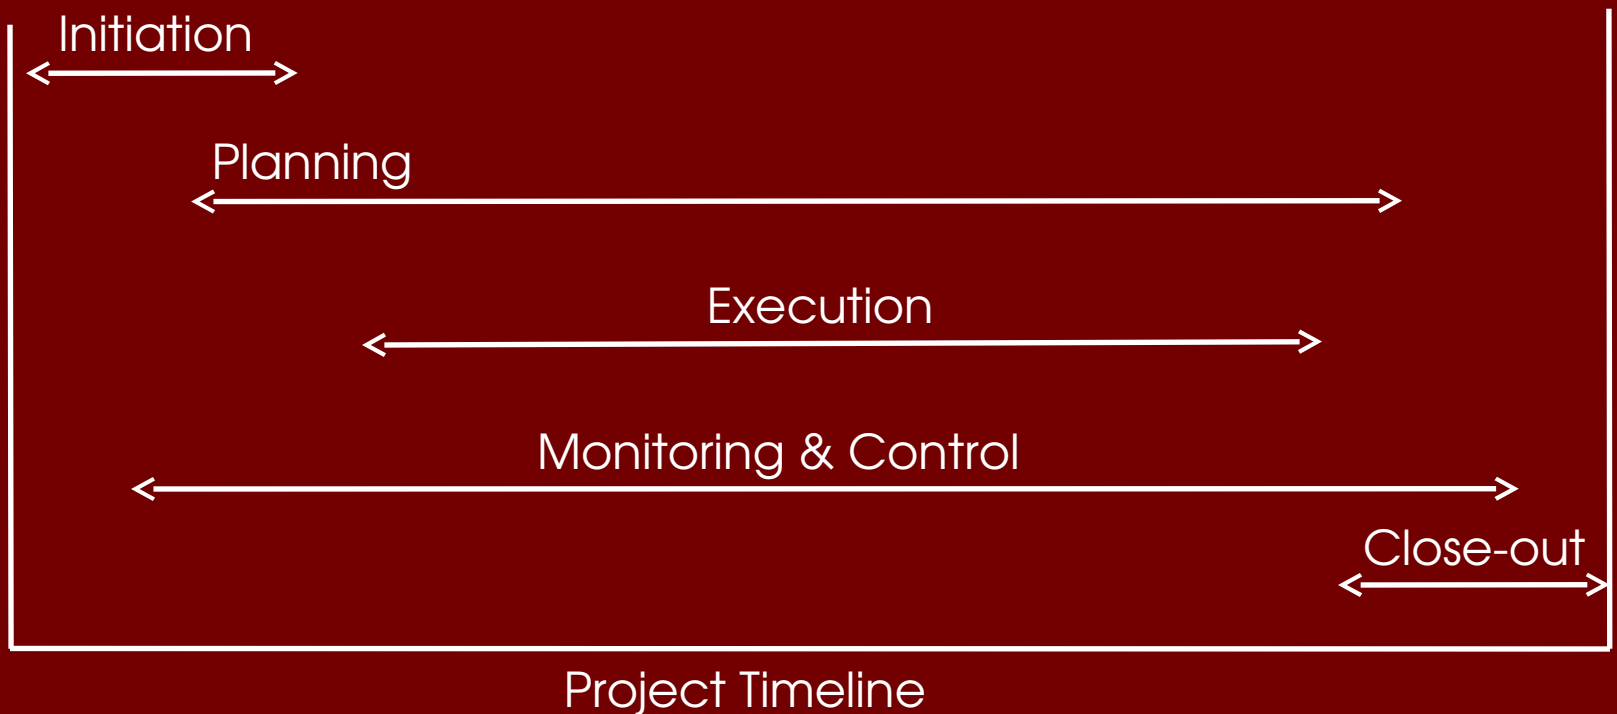 Initiation
Planning
Execution
Monitoring & Control
Close-out
Project Timeline